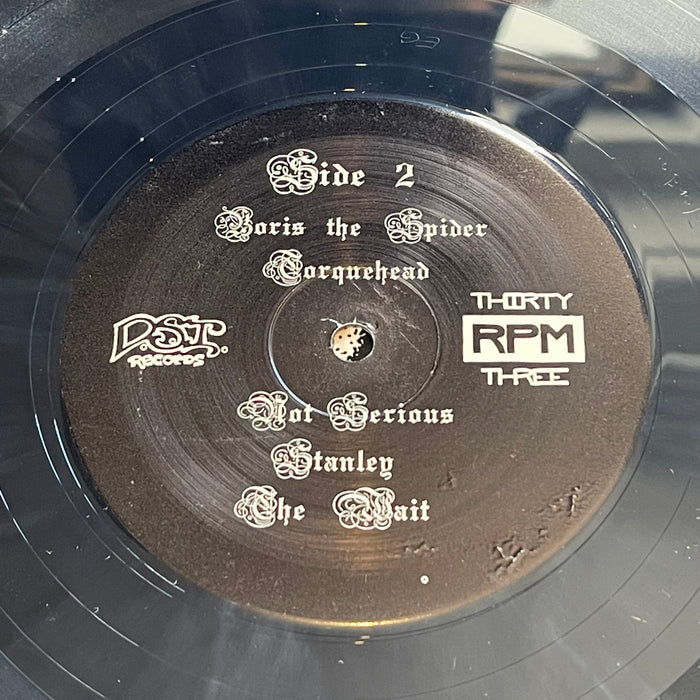 Side 2
Boris the Spider
Torquehead
D.S.T.
RECORDS
THIRTY
RPM
THREE
Not Serious
Stanley
The Wait